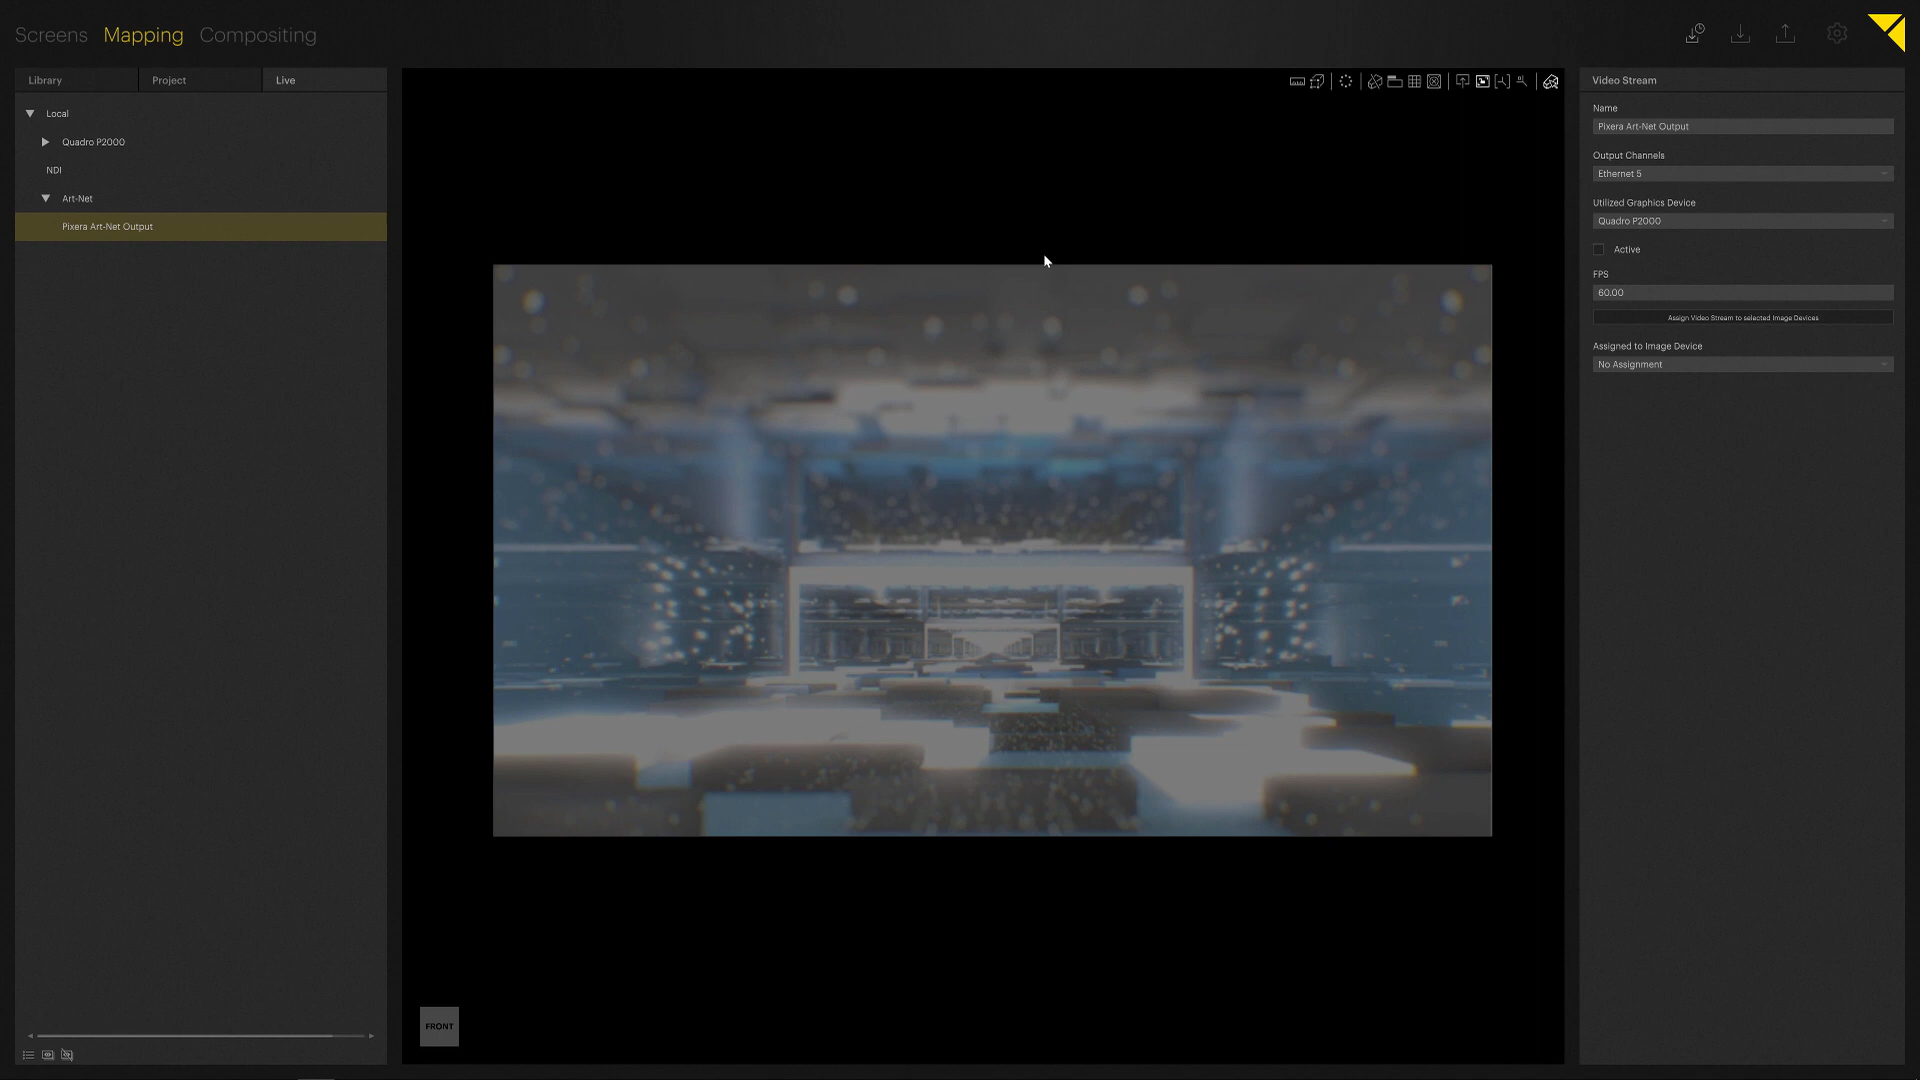 Screens Mapping Compositing
Library Project Live
Local
Quadro P2000
NDI
Art-Net
Pixera Art-Net Output
FRONT
Video Stream
Name
Pixera Art-Net Output
Output Channels
Ethernet 5
Utilized Graphics Device
Quadro P2000
Active
FPS
60.00
Assign Video Stream to selected Image Devices
Assigned to Image Device
No Assignment